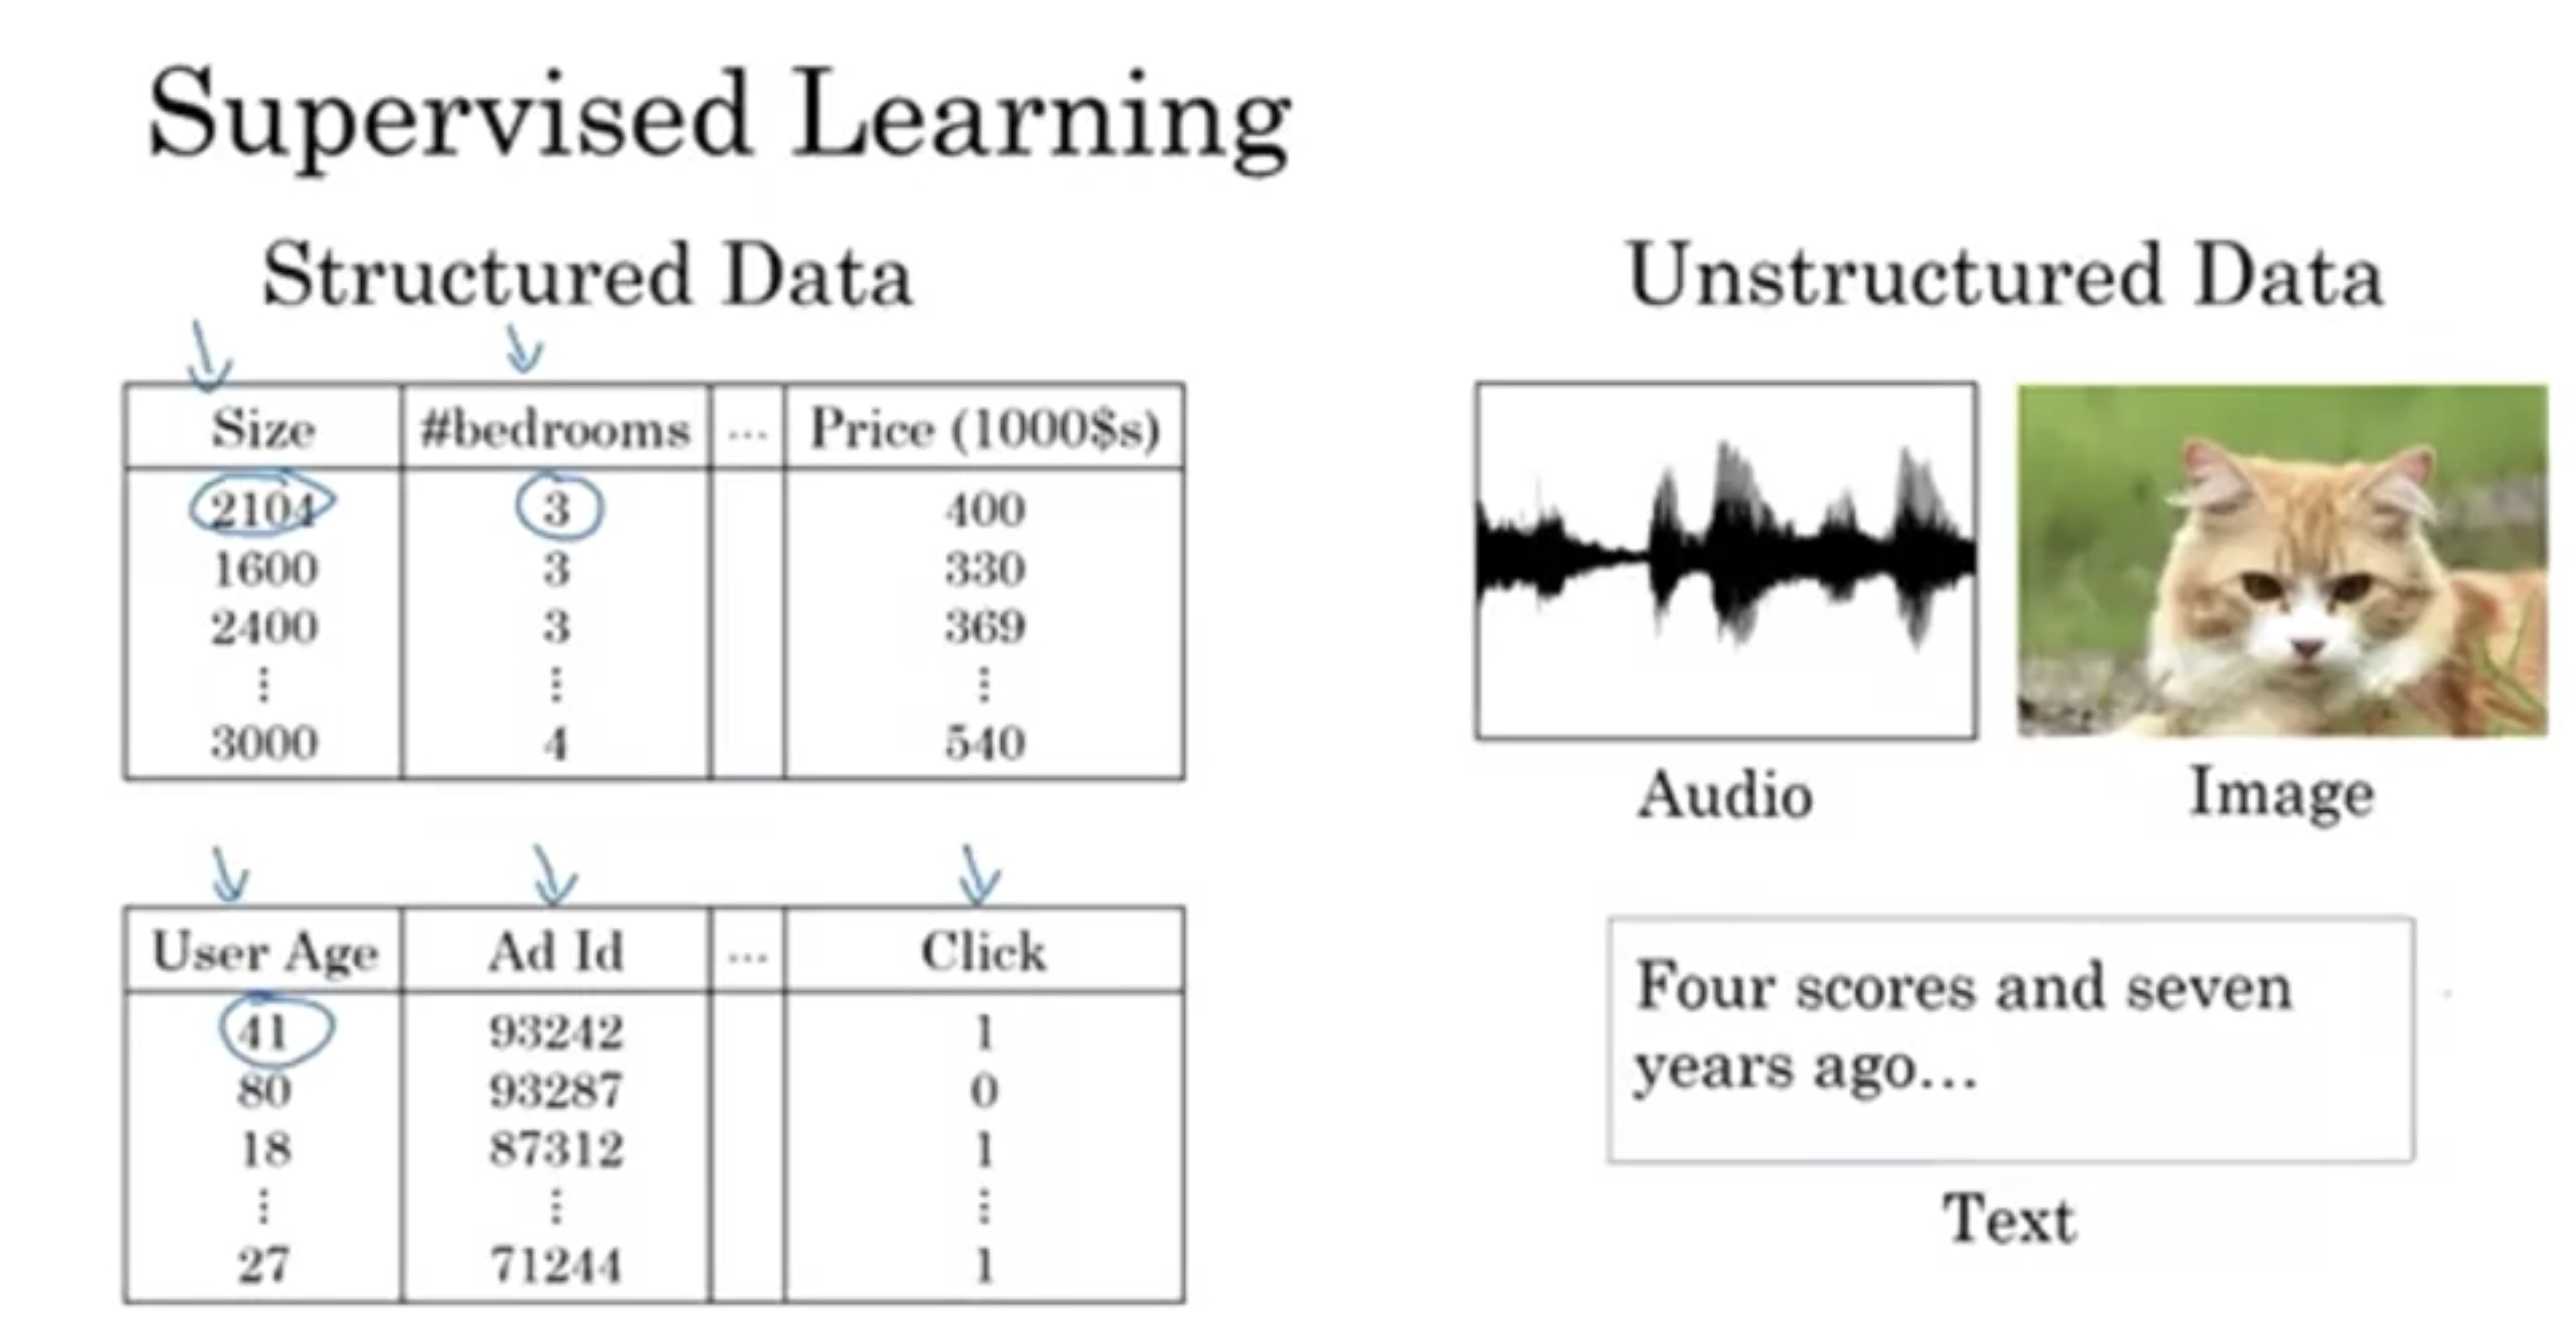 Supervised Learning
Structured Data
Size #bedrooms ... Price (1000$s)
2104 3 400
1600 3 330
2400 3 369
⋮ ⋮ ⋮
3000 4 540
User Age Ad Id ... Click
41 93242 1
80 93287 0
18 87312 1
⋮ ⋮ ⋮
27 71244 1
Unstructured Data
Audio Image
Four scores and seven
years ago...
Text